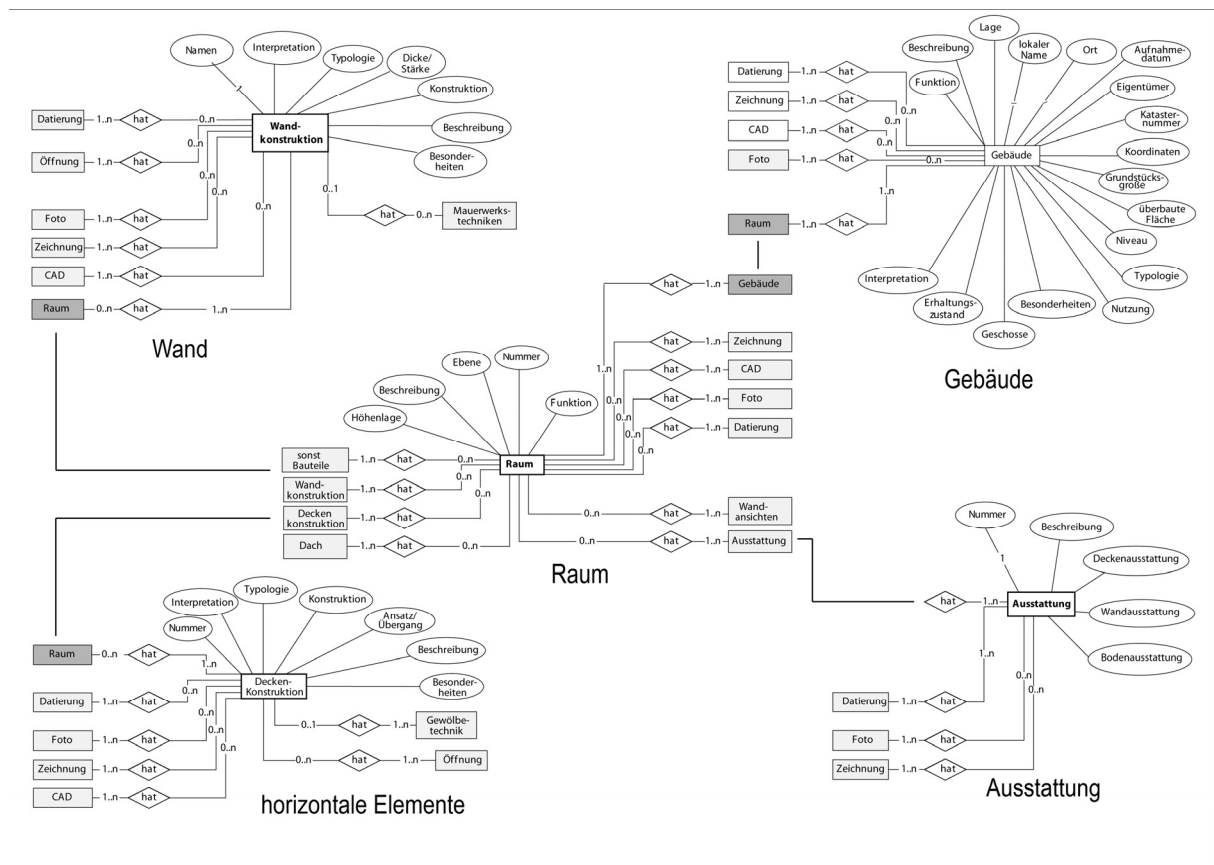 Namen
Interpretation
Typologie
Dicke/
Stärke
Konstruktion
Beschreibung
Besonder-
heiten
Wand-
konstruktion
Datierung
1..n
hat
0..n
Öffnung
1..n
hat
0..n
Foto
1..n
hat
0..n
Zeichnung
1..n
hat
0..n
CAD
1..n
hat
0..n
Raum
0..n
hat
1..n
0..1
hat
0..n
Mauerwerks-
techniken
Wand
Lage
Beschreibung
lokaler
Name
Ort
Aufnahme-
datum
Funktion
Eigentümer
Kataster-
nummer
Koordinaten
Grundstücks-
größe
überbaute
Fläche
Niveau
Typologie
Nutzung
Besonderheiten
Geschosse
Erhaltungs-
zustand
Interpretation
Gebäude
Datierung
1..n
hat
0..n
Zeichnung
1..n
hat
0..n
CAD
1..n
hat
0..n
Foto
1..n
hat
0..n
Raum
1..n
hat
1..n
Gebäude
Höhenlage
Beschreibung
Ebene
Nummer
Funktion
Raum
1..n
hat
1..n
Gebäude
0..n
hat
1..n
Zeichnung
0..n
hat
1..n
CAD
0..n
hat
1..n
Foto
0..n
hat
1..n
Datierung
sonst
Bauteile
1..n
hat
0..n
Wand-
konstruktion
1..n
hat
0..n
Decken
konstruktion
1..n
hat
0..n
Dach
1..n
hat
0..n
0..n
hat
1..n
Wand-
ansichten
0..n
hat
1..n
Ausstattung
Raum
Nummer
Interpretation
Typologie
Konstruktion
Ansatz/
Übergang
Beschreibung
Besonder-
heiten
Decken-
Konstruktion
Raum
0..n
hat
1..n
Datierung
1..n
hat
0..n
Foto
1..n
hat
0..n
Zeichnung
1..n
hat
0..n
CAD
1..n
hat
0..n
0..1
hat
1..n
Gewölbe-
technik
0..n
hat
1..n
Öffnung
horizontale Elemente
Nummer
1
Beschreibung
Deckenausstattung
Wandausstattung
Bodenausstattung
hat
1..n
Ausstattung
Datierung
1..n
hat
1..n
Foto
1..n
hat
0..n
Zeichnung
1..n
hat
0..n
Ausstattung